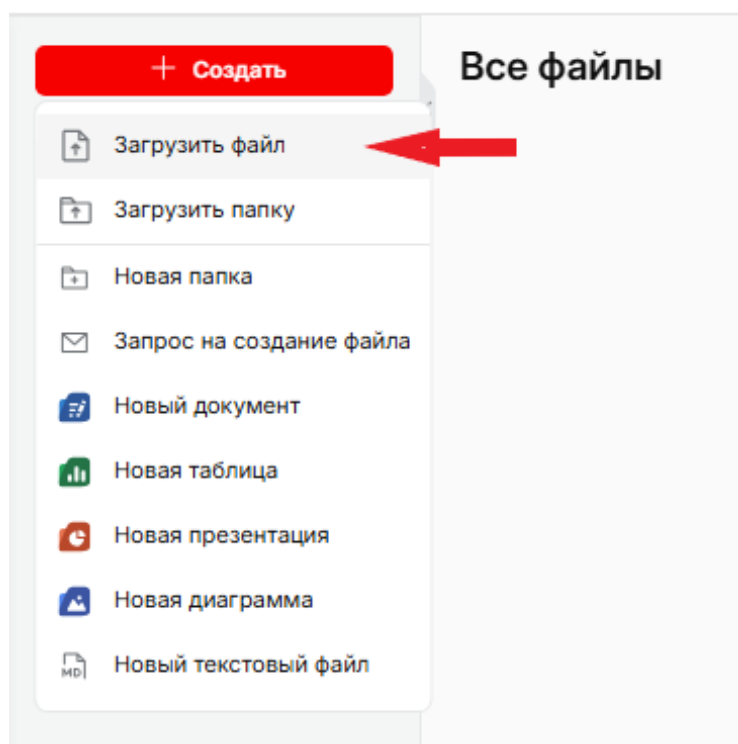 + Создать
Все файлы
Загрузить файл
Загрузить папку
Новая папка
Запрос на создание файла
Новый документ
Новая таблица
Новая презентация
Новая диаграмма
MD Новый текстовый файл